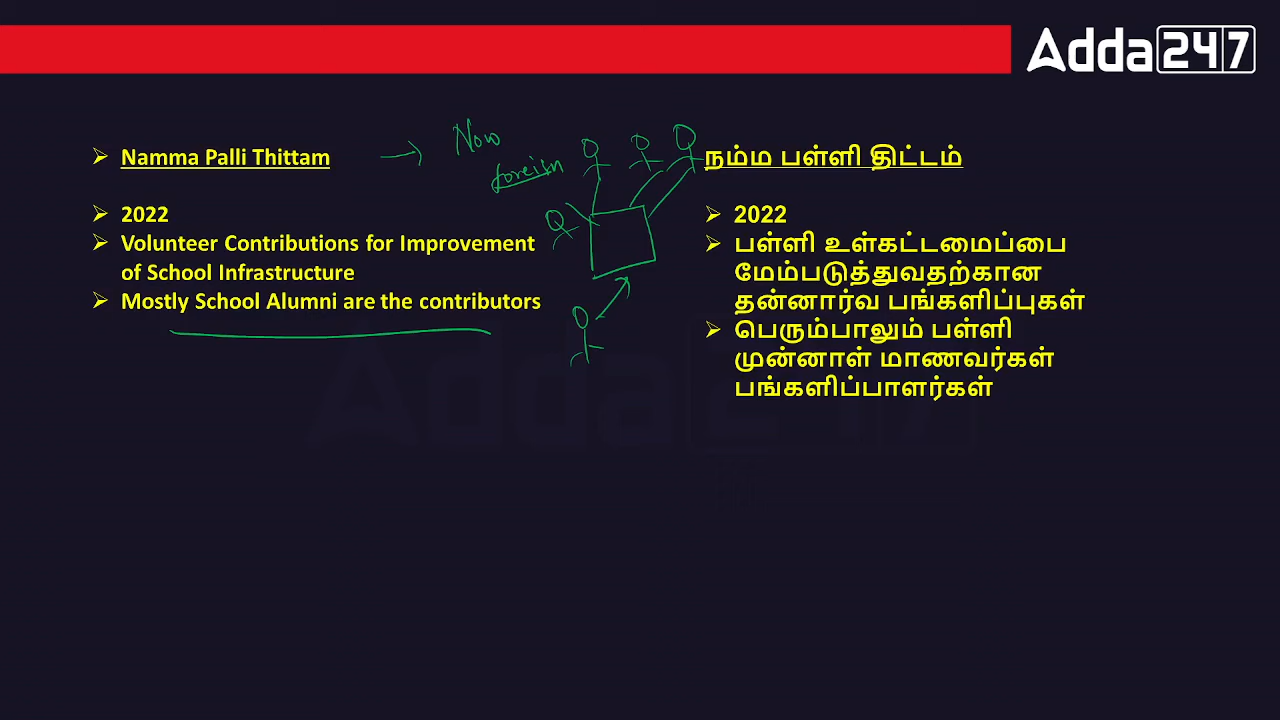 Adda247
Namma Palli Thittam
Now
foreign
2022
Volunteer Contributions for Improvement
of School Infrastructure
Mostly School Alumni are the contributors
நம்ம பள்ளி திட்டம்
2022
பள்ளி உள்கட்டமைப்பை
மேம்படுத்துவதற்கான
தன்னார்வ பங்களிப்புகள்
பெரும்பாலும் பள்ளி
முன்னாள் மாணவர்கள்
பங்களிப்பாளர்கள்
Adda247